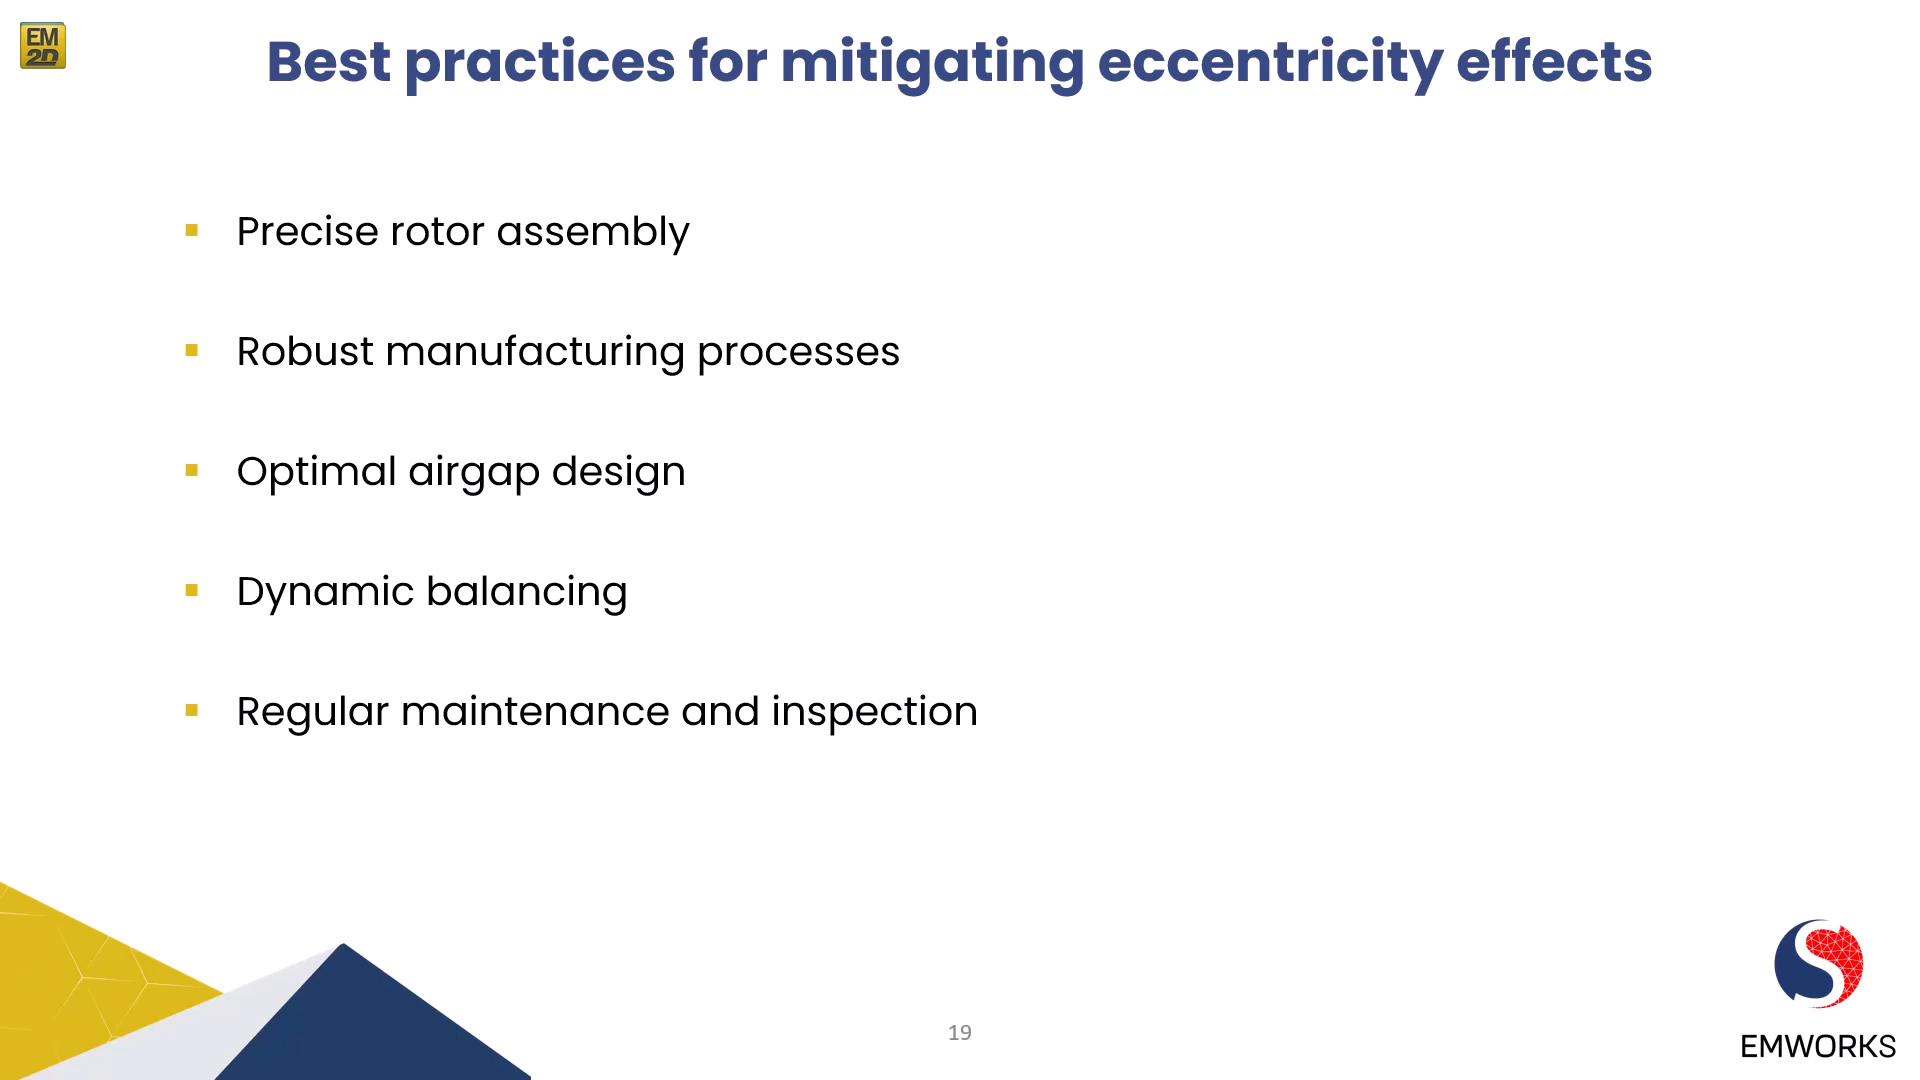 EM
2D
Best practices for mitigating eccentricity effects
Precise rotor assembly
Robust manufacturing processes
Optimal airgap design
Dynamic balancing
Regular maintenance and inspection
19
EMWORKS